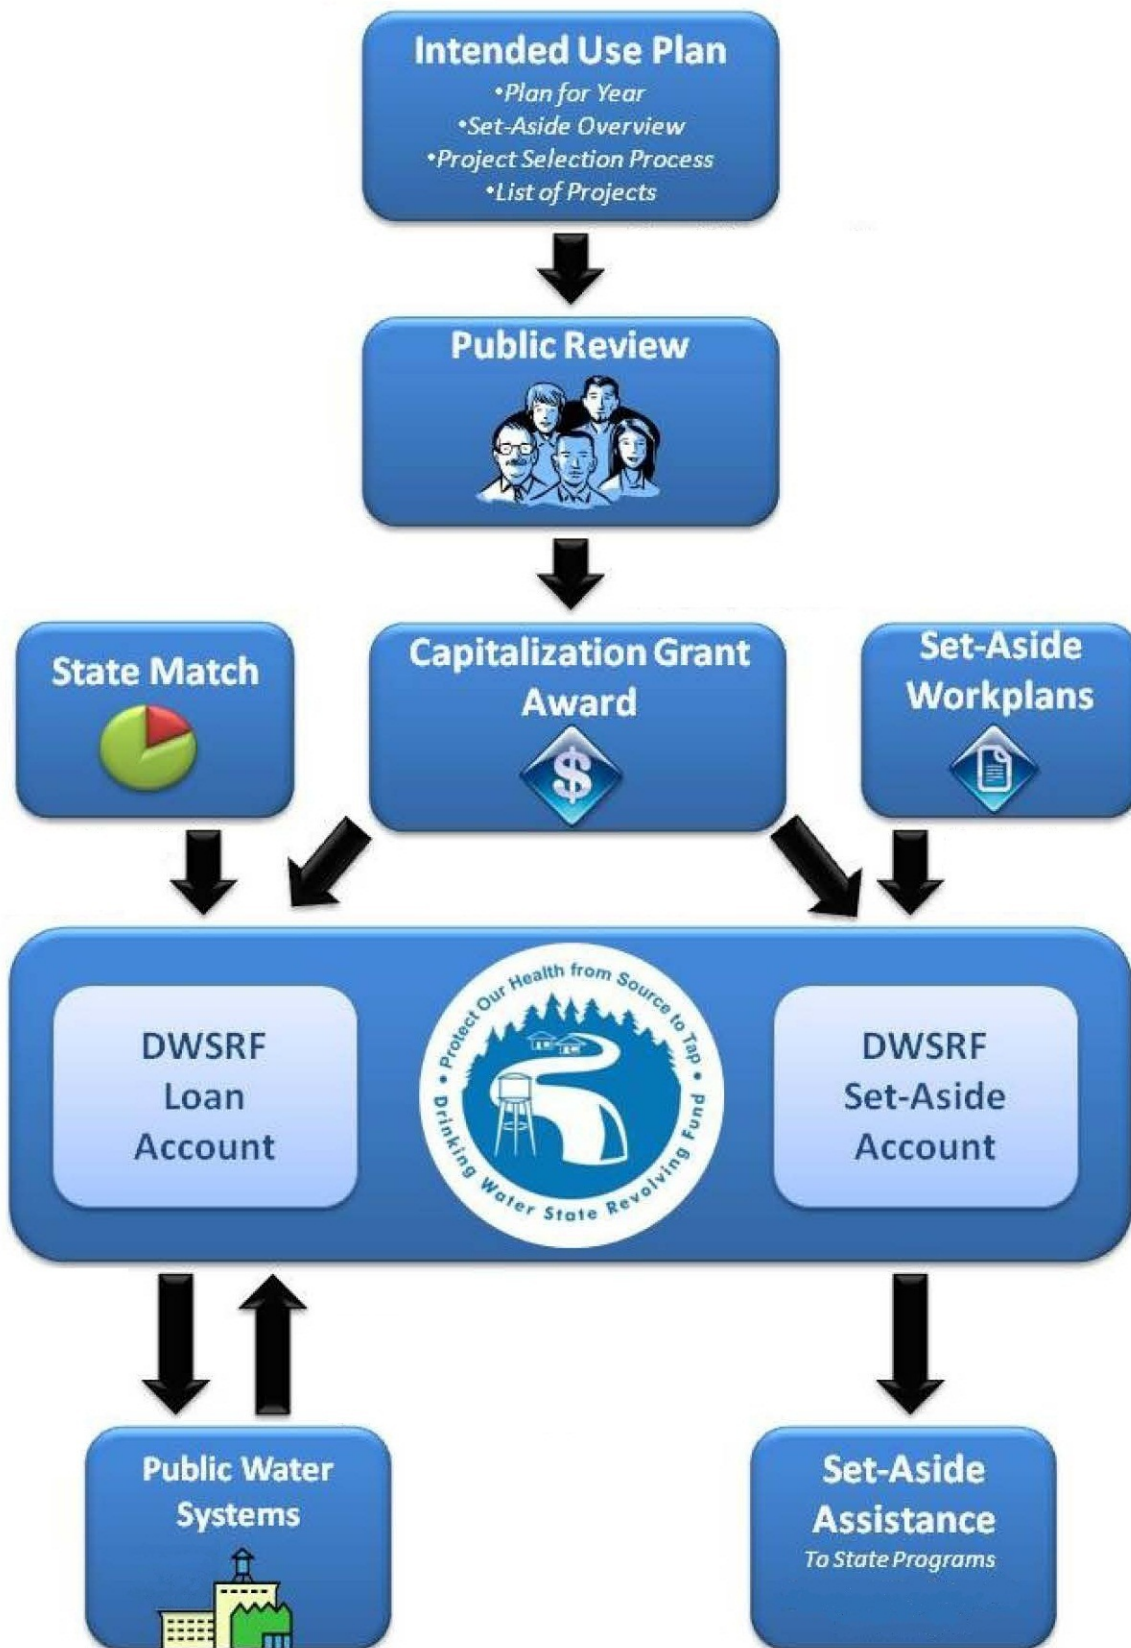 Intended Use Plan
•Plan for Year
•Set-Aside Overview
•Project Selection Process
•List of Projects
Public Review
State Match
Capitalization Grant
Award
$
Set-Aside
Workplans
DWSRF
Loan
Account
• Protect Our Health from Source to Tap •
Drinking Water State Revolving Fund
DWSRF
Set-Aside
Account
Public Water
Systems
Set-Aside
Assistance
To State Programs